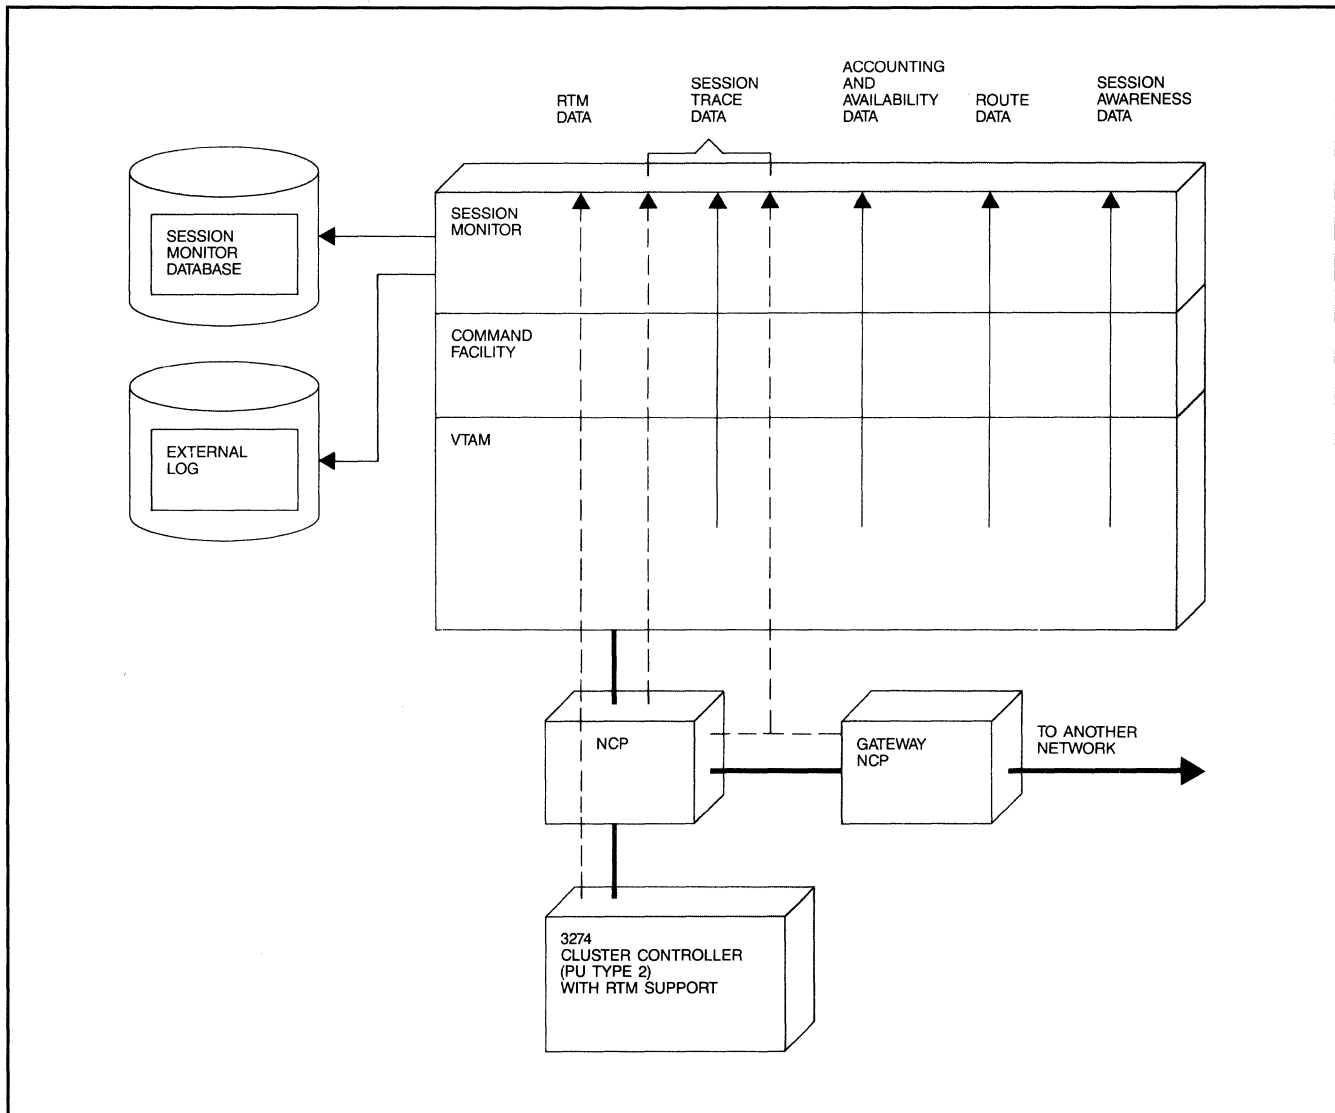 RTM
DATA
SESSION
TRACE
DATA
ACCOUNTING
AND
AVAILABILITY
DATA
ROUTE
DATA
SESSION
AWARENESS
DATA
SESSION
MONITOR
DATABASE
SESSION
MONITOR
COMMAND
FACILITY
EXTERNAL
LOG
VTAM
NCP
GATEWAY
NCP
TO ANOTHER
NETWORK
3274
CLUSTER CONTROLLER
(PU TYPE 2)
WITH RTM SUPPORT